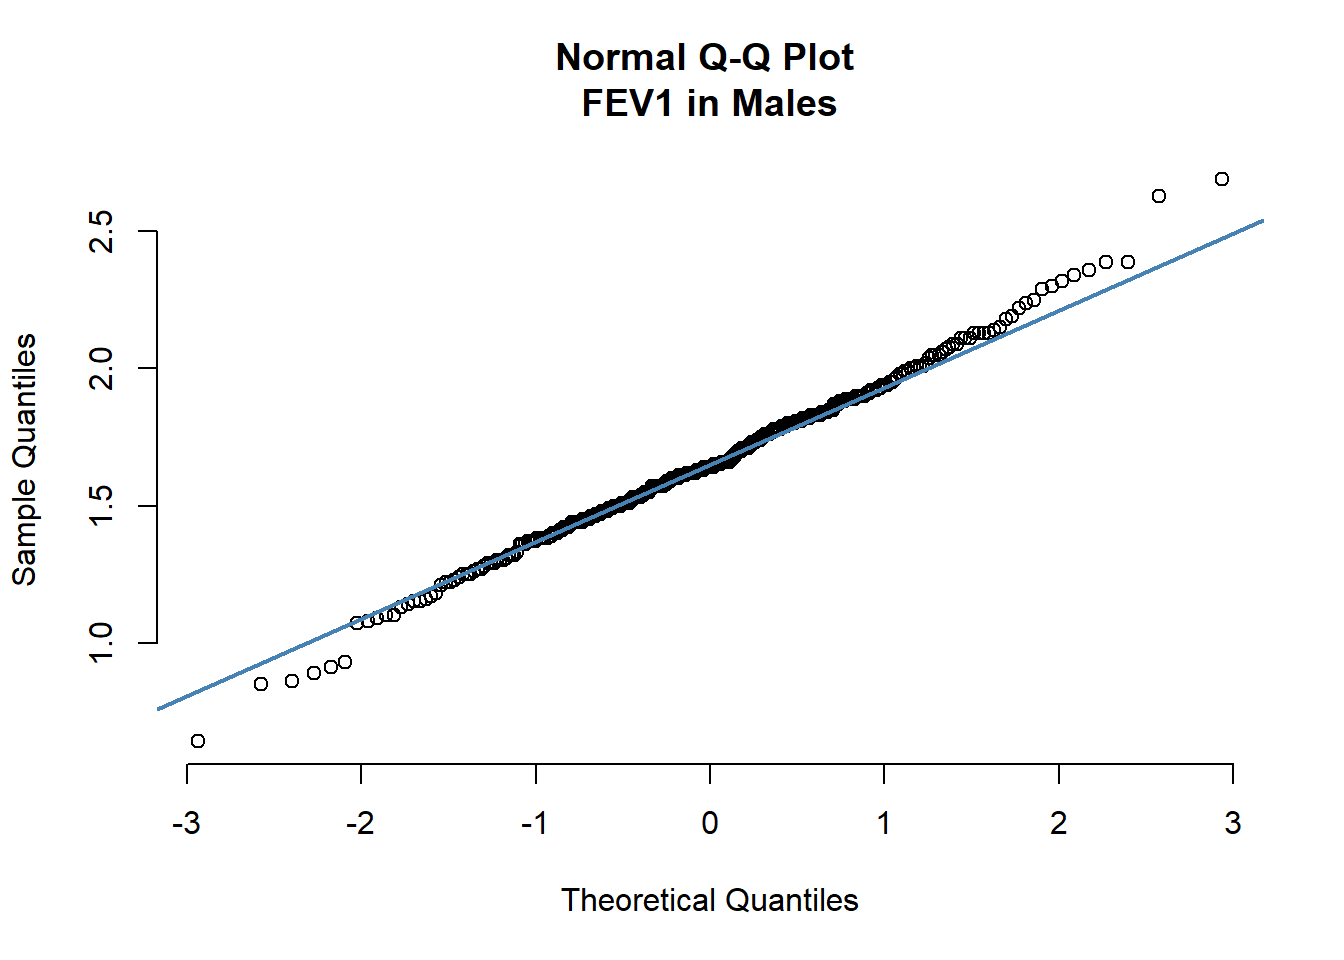 Normal Q-Q Plot
FEV1 in Males
Sample Quantiles
2.5
2.0
1.5
1.0
-3 -2 -1 0 1 2 3
Theoretical Quantiles